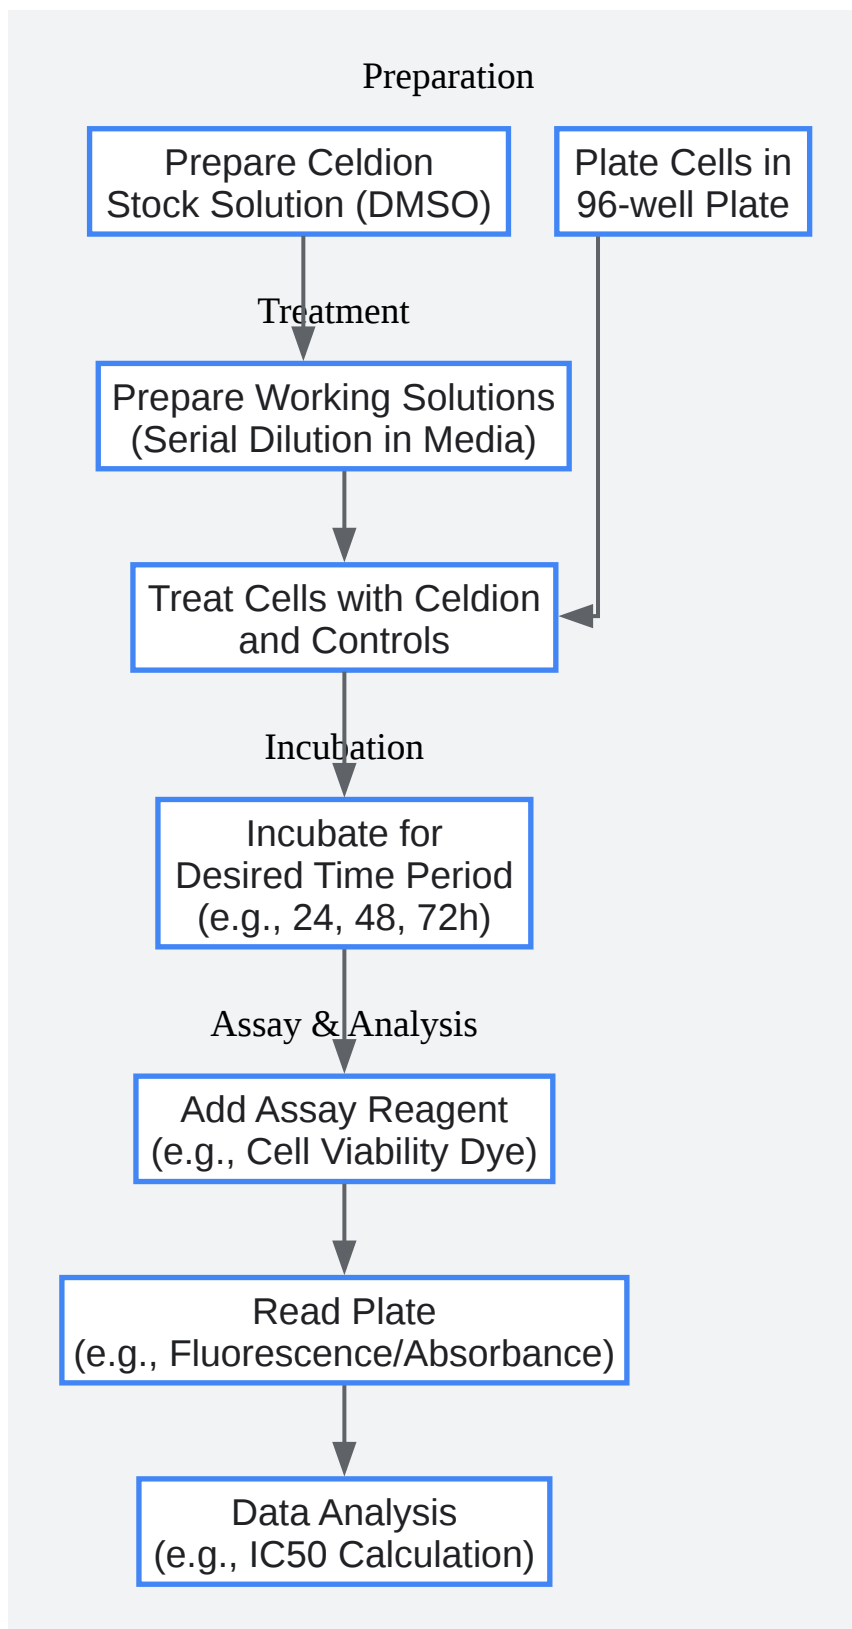 Preparation
Prepare Celdion
Stock Solution (DMSO)
Plate Cells in
96-well Plate
Treatment
Prepare Working Solutions
(Serial Dilution in Media)
Treat Cells with Celdion
and Controls
Incubation
Incubate for
Desired Time Period
(e.g., 24, 48, 72h)
Assay & Analysis
Add Assay Reagent
(e.g., Cell Viability Dye)
Read Plate
(e.g., Fluorescence/Absorbance)
Data Analysis
(e.g., IC50 Calculation)